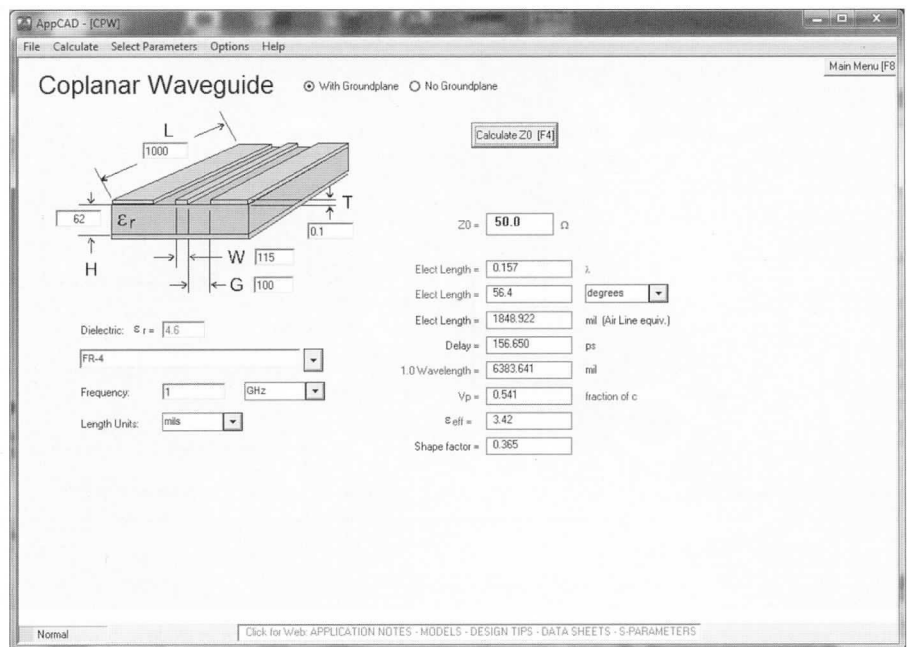 AppCAD - [CPW]
File Calculate Select Parameters Options Help
Main Menu [F8
Coplanar Waveguide
With Groundplane
No Groundplane
Calculate Z0 [F4]
L
1000
T
0.1
62
εr
H
W 115
G 100
Z0 = 50.0 Ω
Elect Length = 0.157 λ
Elect Length = 56.4 degrees
Elect Length = 1848.922 mil (Air Line equiv.)
Delay = 156.650 ps
1.0 Wavelength = 6383.641 mil
Vp = 0.541 fraction of c
εeff = 3.42
Shape factor = 0.365
Dielectric: εr = 4.6
FR-4
Frequency: 1 GHz
Length Units: mils
Normal
Click for Web: APPLICATION NOTES - MODELS - DESIGN TIPS - DATA SHEETS - S-PARAMETERS